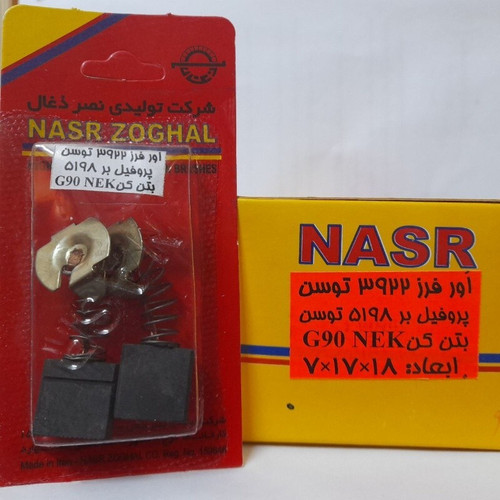 شرکت تولیدی نصر ذغال
NASR ZOGHAL
اور فرز ۳۹۲۲ توسن
پروفیل بر ۵۱۹۸
بتن کن G90 NEK
BRUSHES
NASR
اور فرز ۳۹۲۲ توسن
پروفیل بر ۵۱۹۸ توسن
بتن کن G90 NEK
ابعاد: ۷×۱۷×۱۸